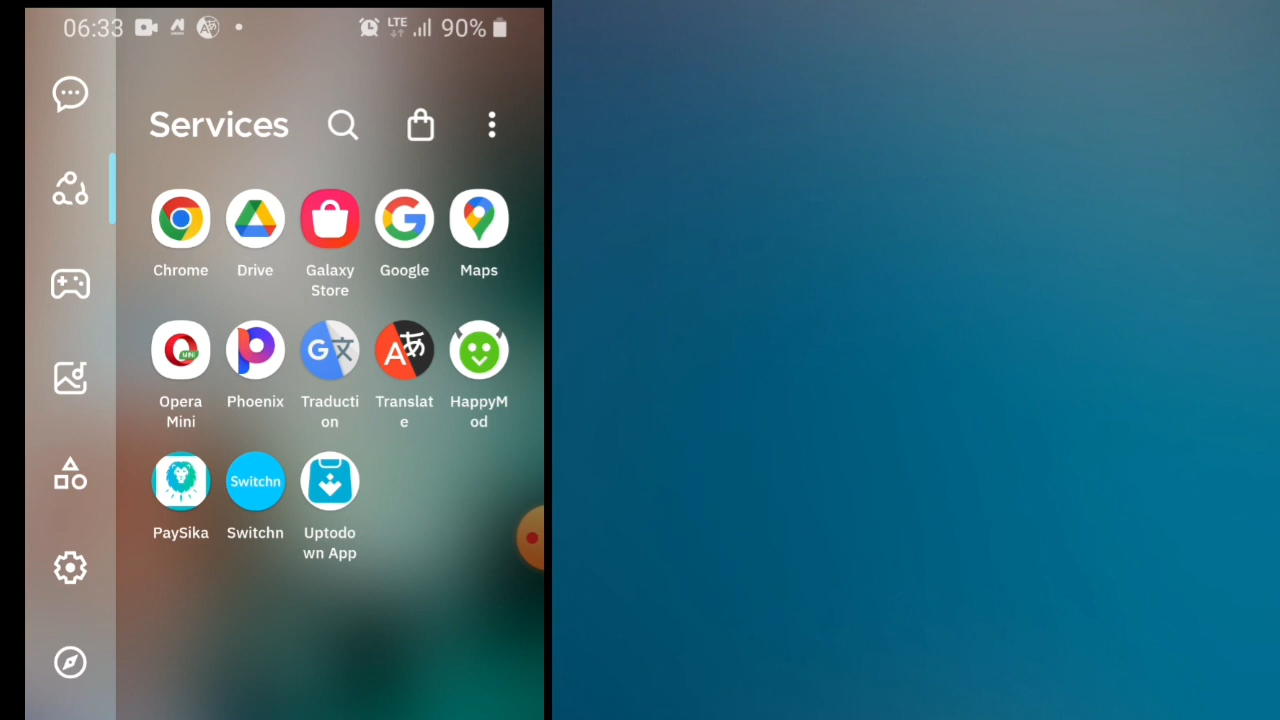 06:33 LTE 90%
Services
Chrome Drive Galaxy Store Google Maps
Opera Mini Phoenix Traducti on Translat e HappyM od
Switchn
PaySika Switchn Uptodo wn App